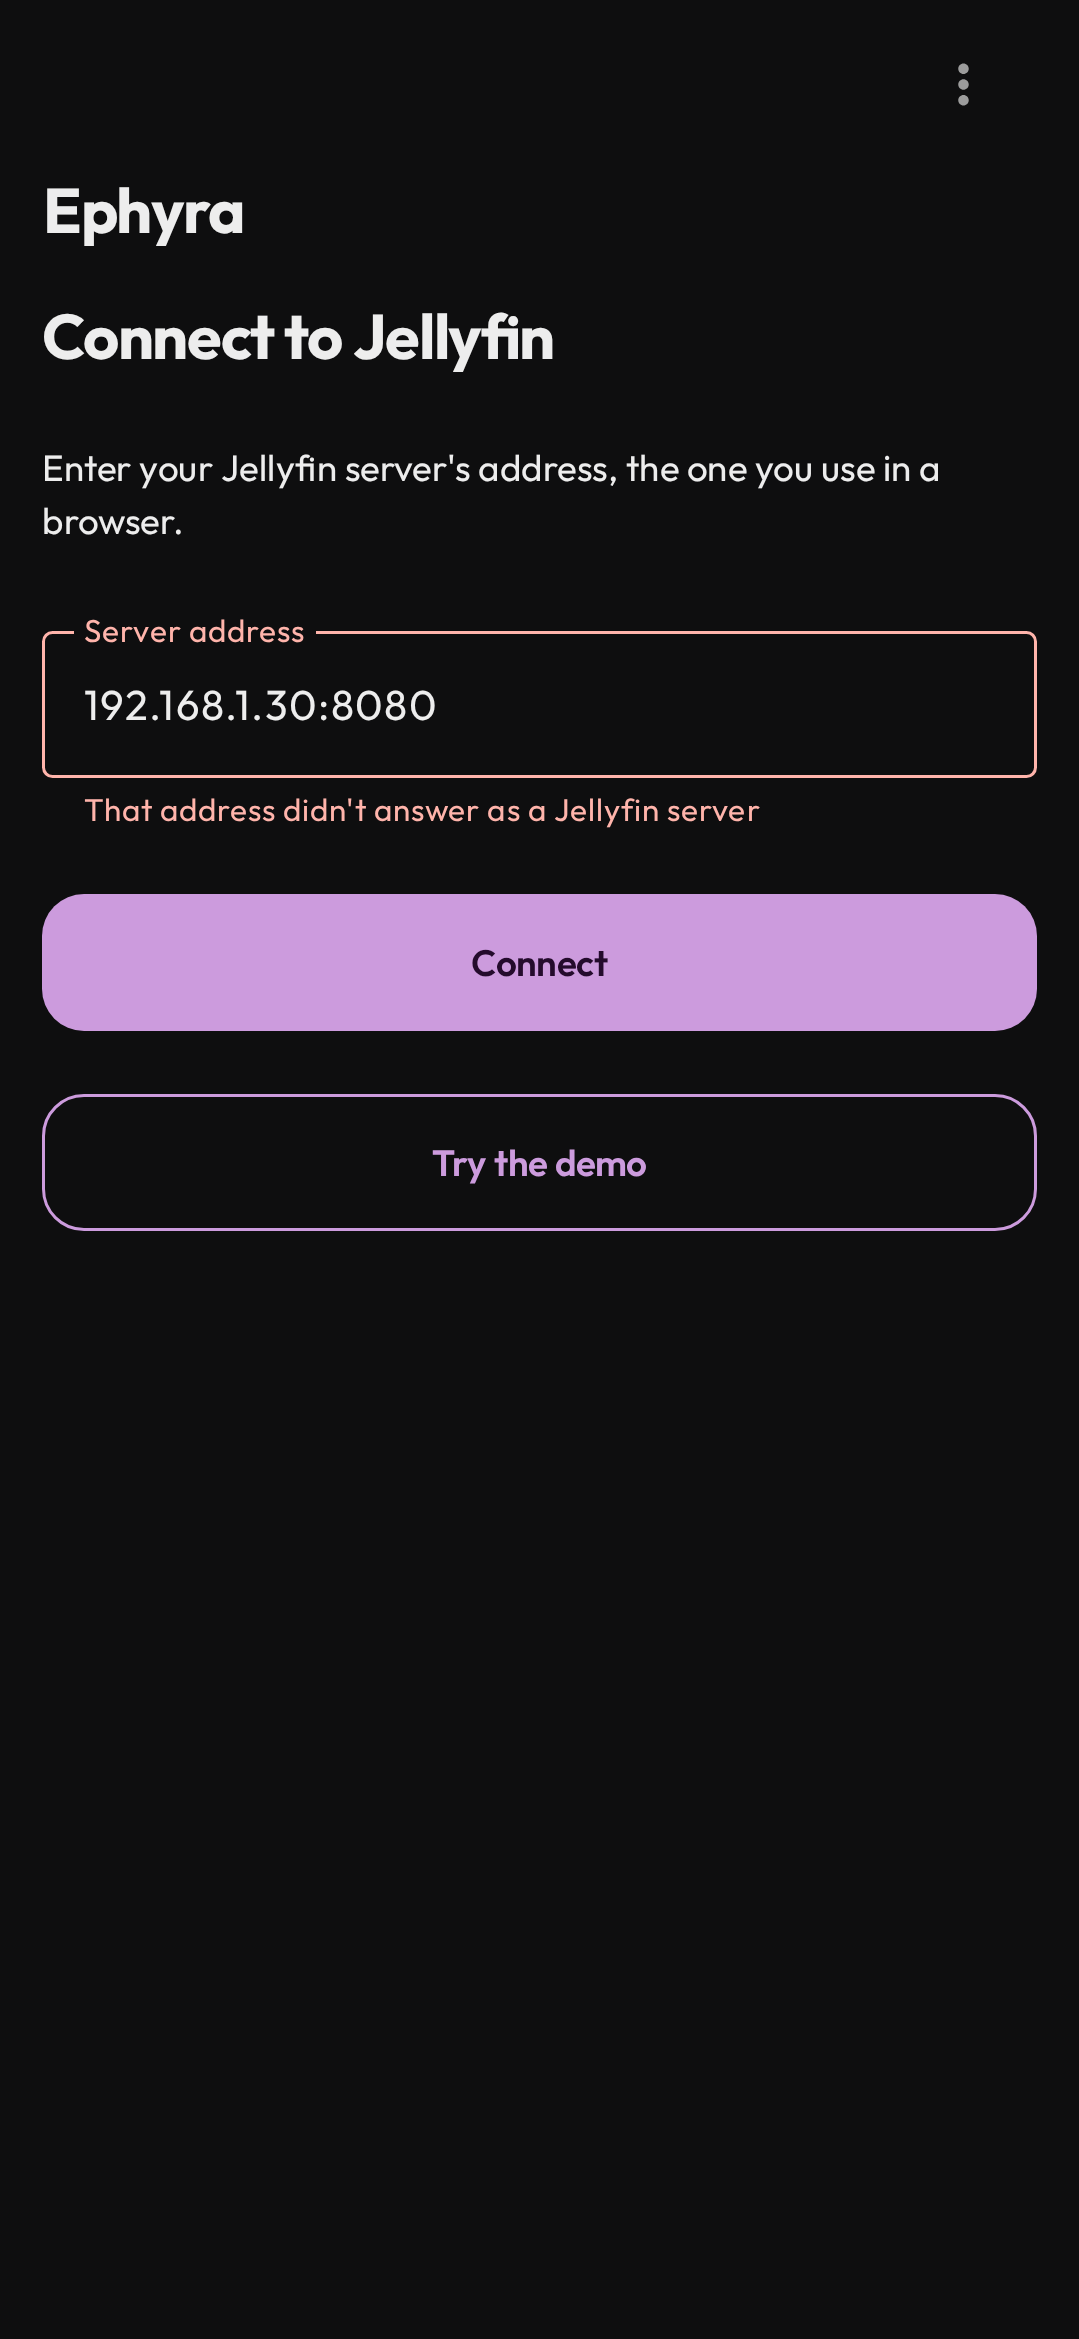 Ephyra
Connect to Jellyfin
Enter your Jellyfin server's address, the one you use in a
browser.
Server address
192.168.1.30:8080
That address didn't answer as a Jellyfin server
Connect
Try the demo